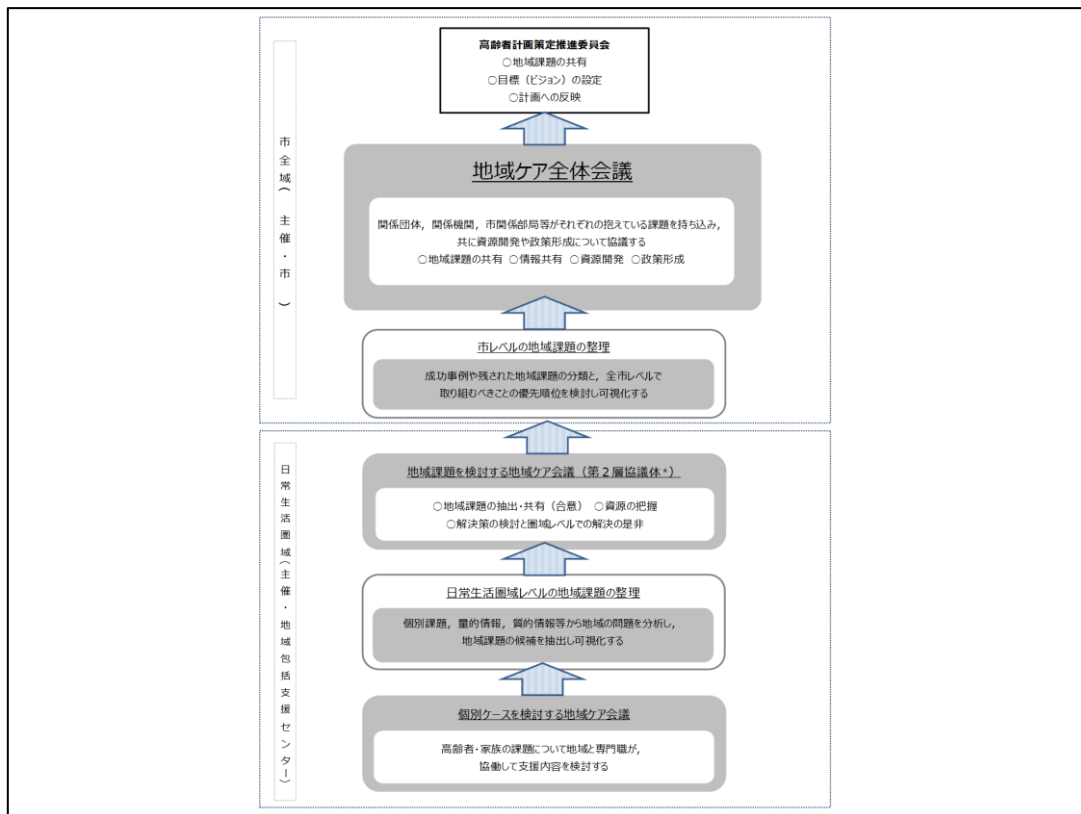 高齢者計画策定推進委員会
○地域課題の共有
○目標（ビジョン）の設定
○計画への反映
市全域（主催・市）
地域ケア全体会議
関係団体，関係機関，市関係部局等がそれぞれの抱えている課題を持ち込み，
共に資源開発や政策形成について協議する
○地域課題の共有 ○情報共有 ○資源開発 ○政策形成
市レベルの地域課題の整理
成功事例や残された地域課題の分類と，全市レベルで
取り組むべきことの優先順位を検討し可視化する
日常生活圏域（主催・地域包括支援センター）
地域課題を検討する地域ケア会議（第２層協議体*）
○地域課題の抽出・共有（合意） ○資源の把握
○解決策の検討と圏域レベルでの解決の是非
日常生活圏域レベルの地域課題の整理
個別課題，量的情報，質的情報等から地域の問題を分析し，
地域課題の候補を抽出し可視化する
個別ケースを検討する地域ケア会議
高齢者・家族の課題について地域と専門職が，
協働して支援内容を検討する